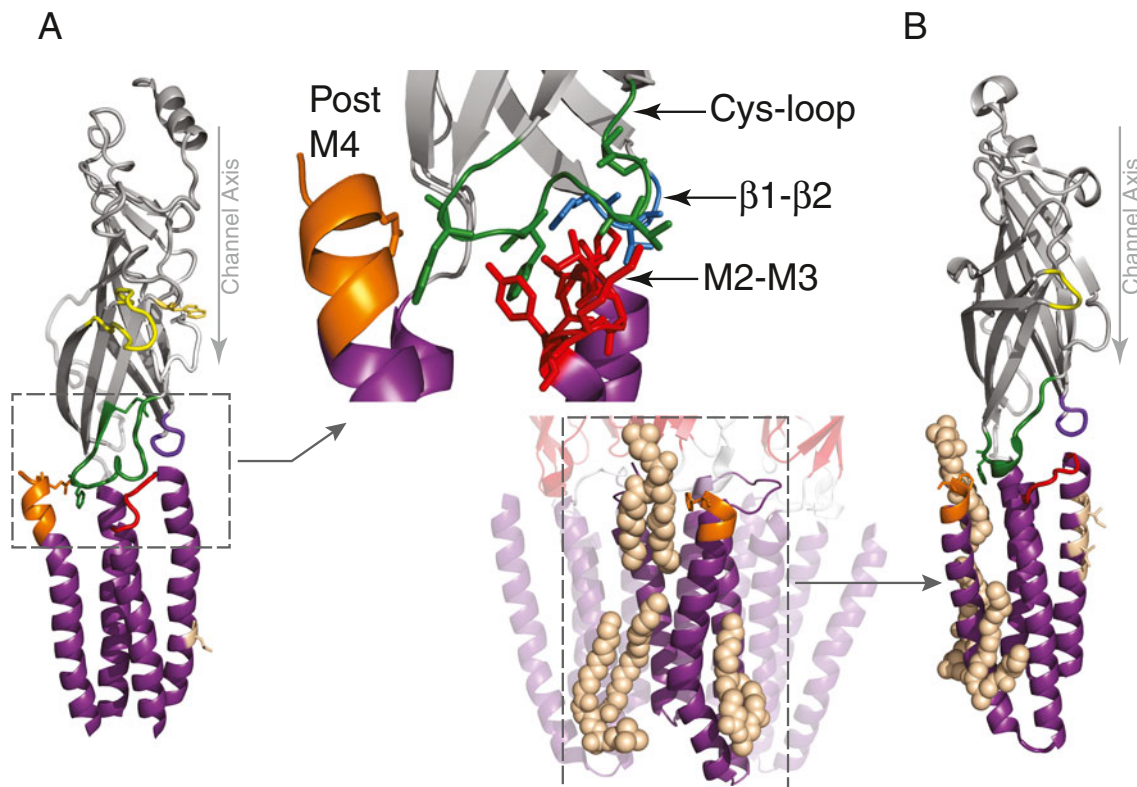 A
B
Post
M4
Cys-loop
β1-β2
M2-M3
Channel Axis
Channel Axis